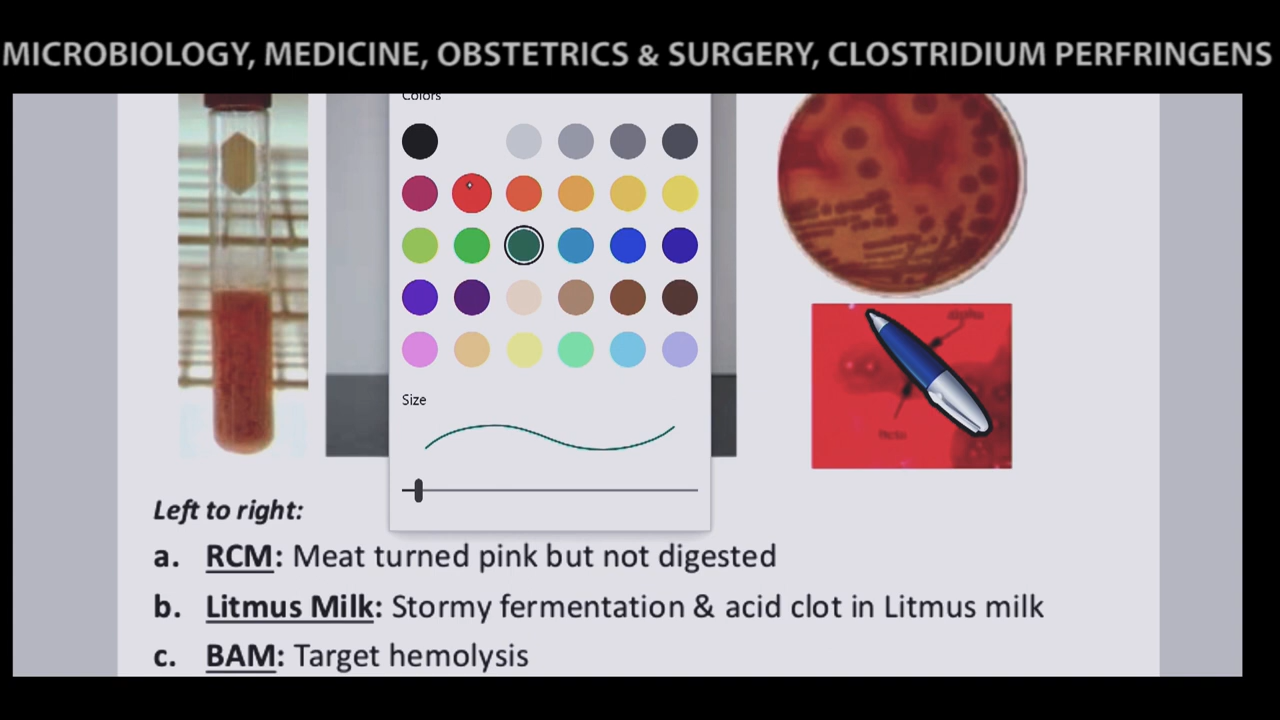 MICROBIOLOGY, MEDICINE, OBSTETRICS & SURGERY, CLOSTRIDIUM PERFRINGENS
Colors
Size
Left to right:
a. RCM: Meat turned pink but not digested
b. Litmus Milk: Stormy fermentation & acid clot in Litmus milk
c. BAM: Target hemolysis